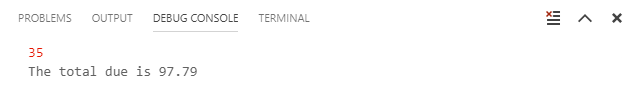 PROBLEMS OUTPUT DEBUG CONSOLE TERMINAL
35
The total due is 97.79